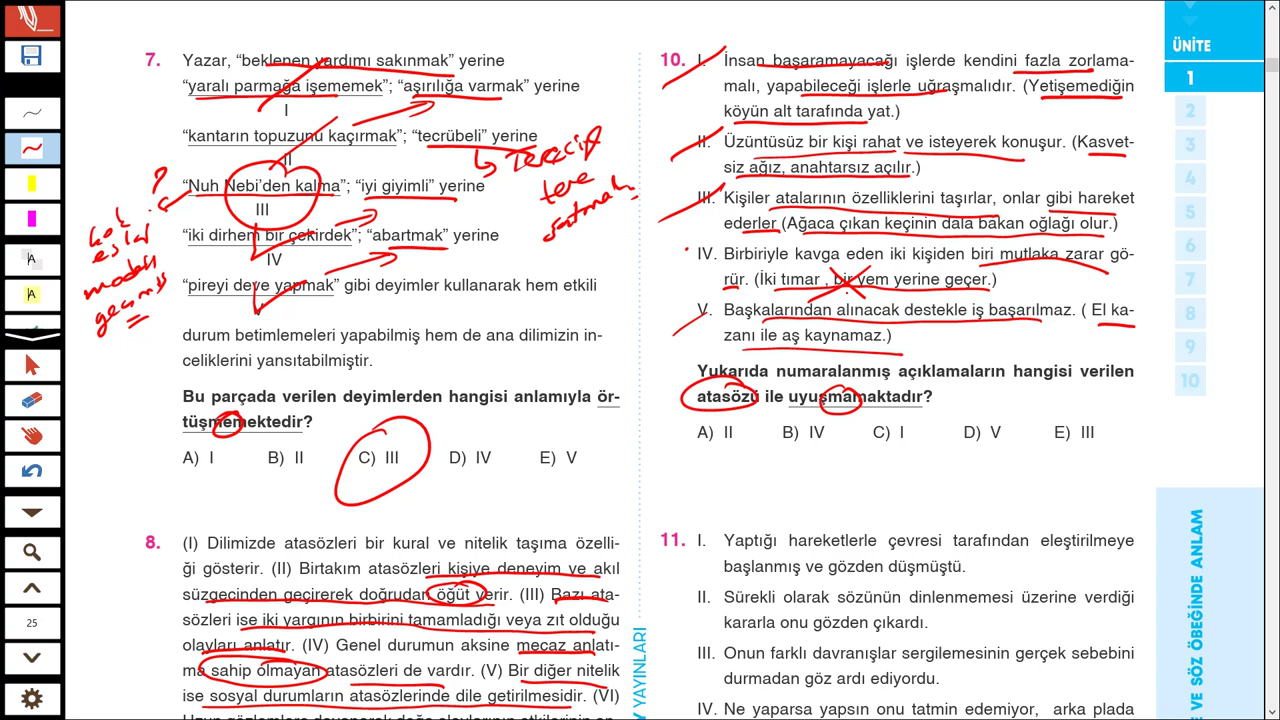 7. Yazar, “beklenen yardımı sakınmak” yerine
“yaralı parmağa işememek”; “aşırılığa varmak” yerine
I
“kantarın topuzunu kaçırmak”; “tecrübeli” yerine
II
“Nuh Nebi’den kalma”; “iyi giyimli” yerine
III
“iki dirhem bir çekirdek”; “abartmak” yerine
IV
“pireyi deve yapmak” gibi deyimler kullanarak hem etkili
V
durum betimlemeleri yapabilmiş hem de ana dilimizin in-
celiklerini yansıtabilmiştir.
Bu parçada verilen deyimlerden hangisi anlamıyla ör-
tüşmemektedir?
A) I B) II C) III D) IV E) V
tereciye
tere
satmak
?
çok
eski
modası
geçmiş
8. (I) Dilimizde atasözleri bir kural ve nitelik taşıma özelli-
ği gösterir. (II) Birtakım atasözleri kişiye deneyim ve akıl
süzgecinden geçirerek doğrudan öğüt verir. (III) Bazı ata-
sözleri ise iki yargının birbirini tamamladığı veya zıt olduğu
olayları anlatır. (IV) Genel durumun aksine mecaz anlatı-
ma sahip olmayan atasözleri de vardır. (V) Bir diğer nitelik
ise sosyal durumların atasözlerinde dile getirilmesidir. (VI)
10. I. İnsan başaramayacağı işlerde kendini fazla zorlama-
malı, yapabileceği işlerle uğraşmalıdır. (Yetişemediğin
köyün alt tarafında yat.)
II. Üzüntüsüz bir kişi rahat ve isteyerek konuşur. (Kasvet-
siz ağız, anahtarsız açılır.)
III. Kişiler atalarının özelliklerini taşırlar, onlar gibi hareket
ederler (Ağaca çıkan keçinin dala bakan oğlağı olur.)
IV. Birbiriyle kavga eden iki kişiden biri mutlaka zarar gö-
rür. (İki tımar , bir yem yerine geçer.)
V. Başkalarından alınacak destekle iş başarılmaz. ( El ka-
zanı ile aş kaynamaz.)
Yukarıda numaralanmış açıklamaların hangisi verilen
atasözü ile uyuşmamaktadır?
A) II B) IV C) I D) V E) III
11. I. Yaptığı hareketlerle çevresi tarafından eleştirilmeye
başlanmış ve gözden düşmüştü.
II. Sürekli olarak sözünün dinlenmemesi üzerine verdiği
kararla onu gözden çıkardı.
III. Onun farklı davranışlar sergilemesinin gerçek sebebini
durmadan göz ardı ediyordu.
IV. Ne yaparsa yapsın onu tatmin edemiyor, arka plada
YAYINLARI
ÜNİTE
1
2
3
4
5
6
7
8
9
10
VE SÖZ ÖBEĞİNDE ANLAM
A
A
25